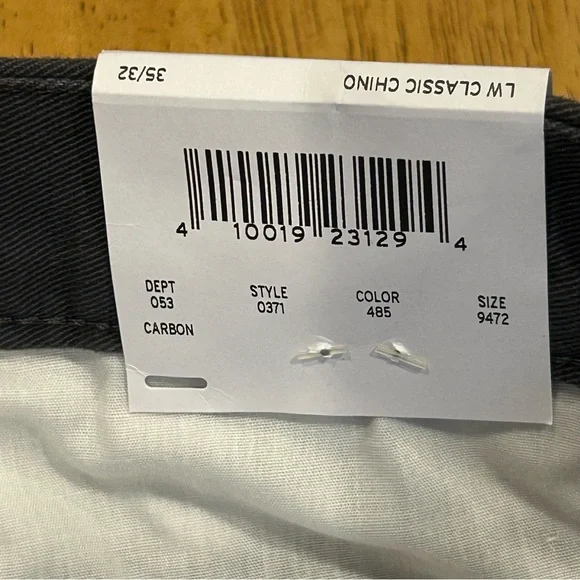 35/32
LW CLASSIC CHINO
4 10019 23129 4
DEPT
053
STYLE
0371
COLOR
485
SIZE
9472
CARBON